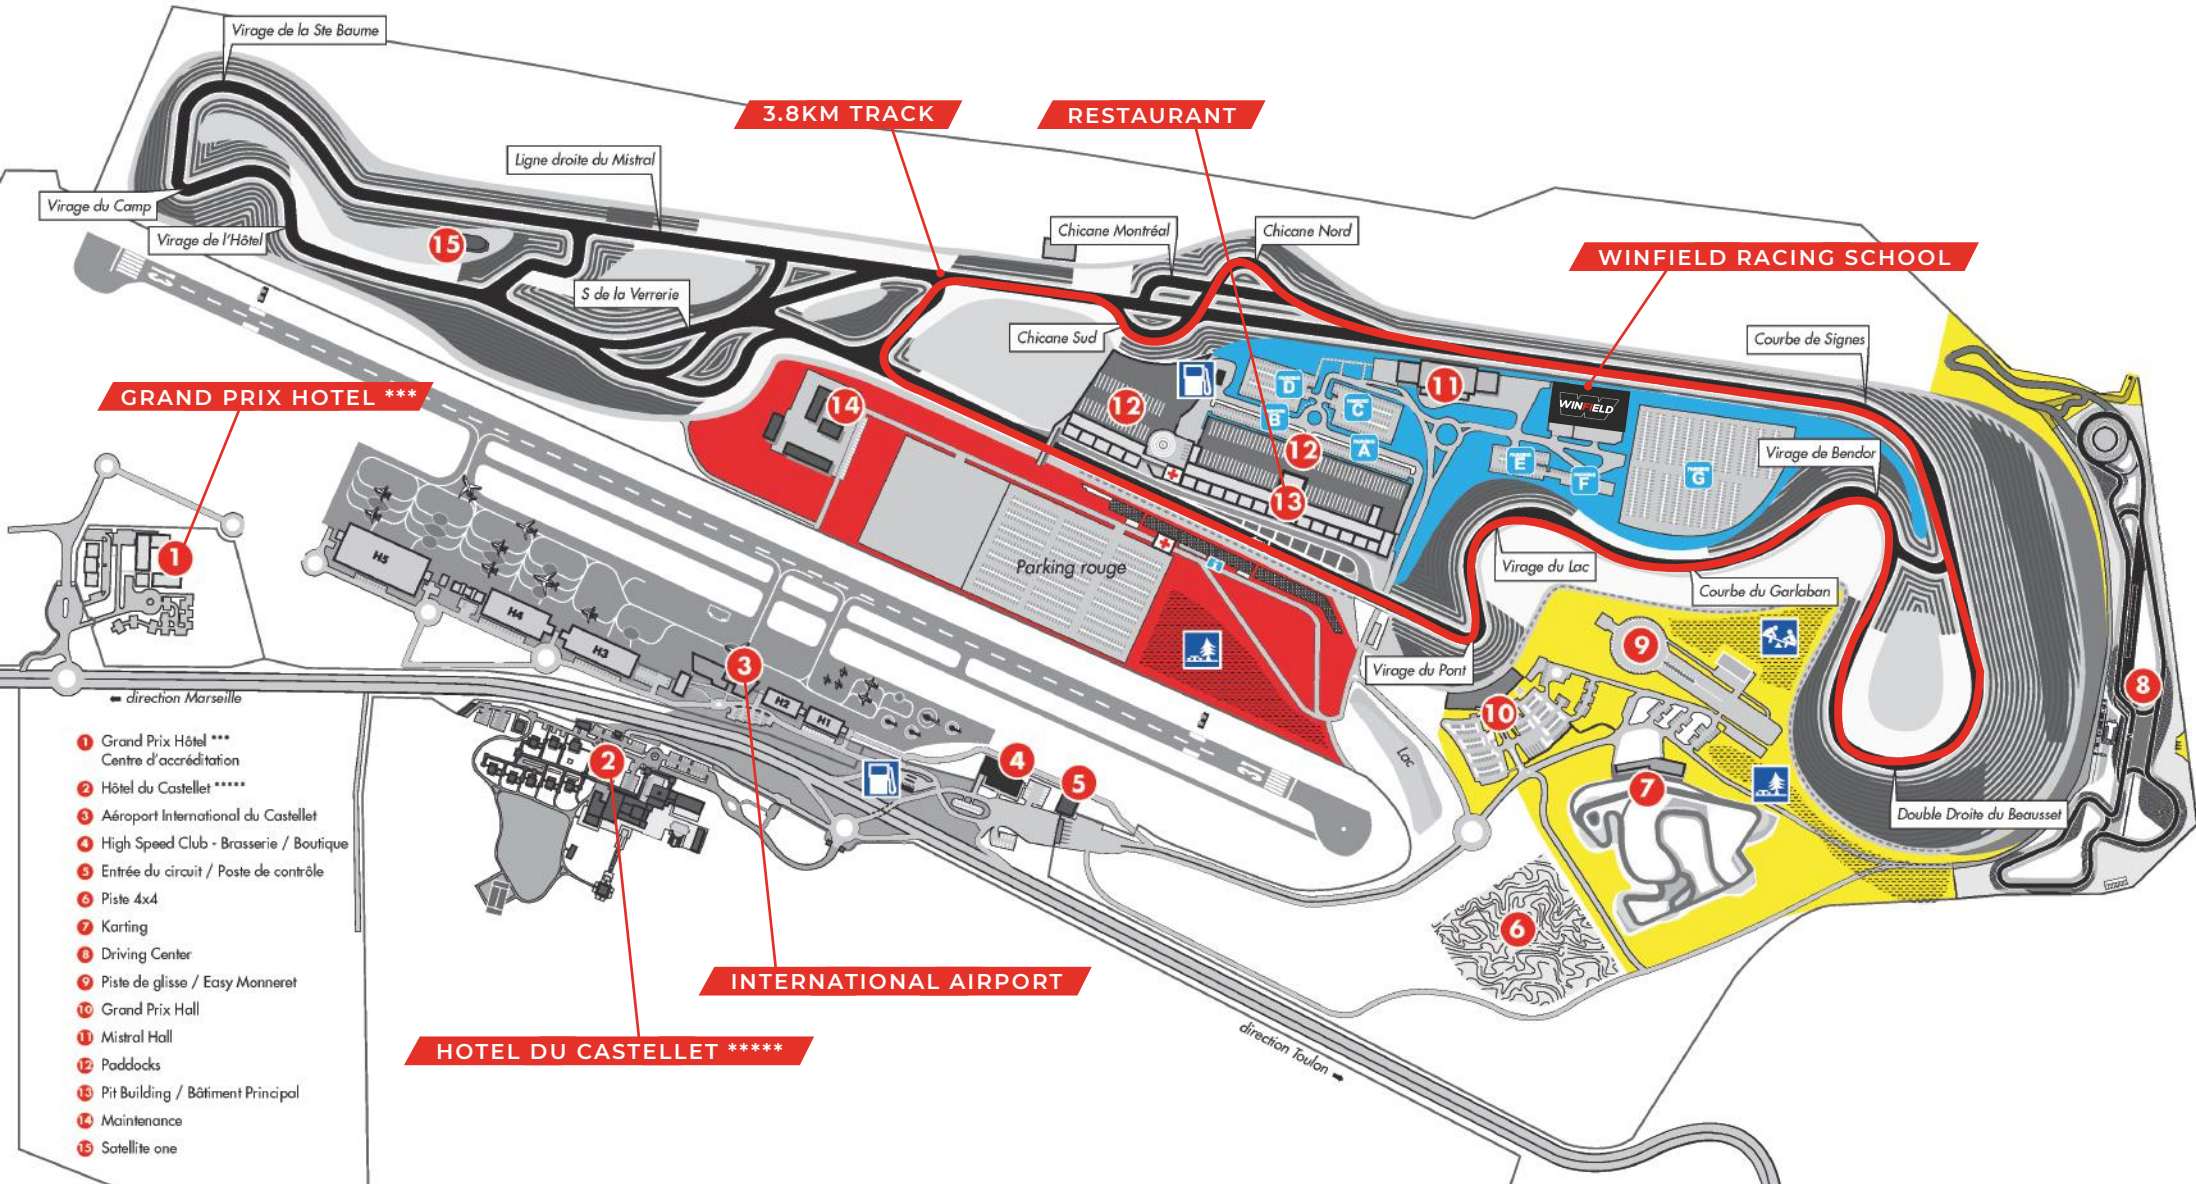 Virage de la Ste Baume
3.8KM TRACK
RESTAURANT
Ligne droite du Mistral
Virage du Camp
Virage de l'Hôtel
15
Chicane Montréal
Chicane Nord
WINFIELD RACING SCHOOL
S de la Verrerie
Chicane Sud
Courbe de Signes
GRAND PRIX HOTEL ***
14
12
D
B
C
A
11
WINFIELD
12
13
E
F
PARKING
G
Virage de Bendor
1
H5
H4
H3
3
H2
H1
Parking rouge
Virage du Lac
Courbe du Garlaban
Virage du Pont
9
10
8
Lac
31
2
4
5
7
6
Double Droite du Beausset
direction Marseille
direction Toulon
1 Grand Prix Hôtel ***
Centre d'accréditation
2 Hôtel du Castellet *****
3 Aéroport International du Castellet
4 High Speed Club - Brasserie / Boutique
5 Entrée du circuit / Poste de contrôle
6 Piste 4x4
7 Karting
8 Driving Center
9 Piste de glisse / Easy Monneret
10 Grand Prix Hall
11 Mistral Hall
12 Paddocks
13 Pit Building / Bâtiment Principal
14 Maintenance
15 Satellite one
INTERNATIONAL AIRPORT
HOTEL DU CASTELLET *****